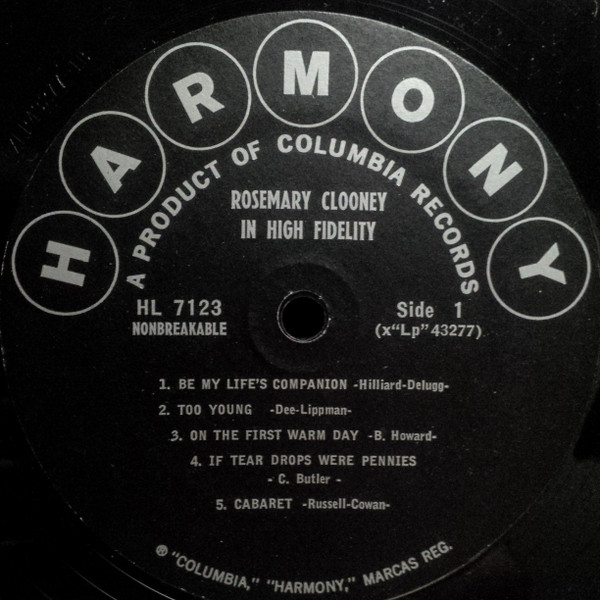 HARMONY
A PRODUCT OF COLUMBIA RECORDS
ROSEMARY CLOONEY
IN HIGH FIDELITY
HL 7123
NONBREAKABLE
Side 1
(x"Lp" 43277)
1. BE MY LIFE'S COMPANION -Hilliard-Delugg-
2. TOO YOUNG -Dee-Lippman-
3. ON THE FIRST WARM DAY -B. Howard-
4. IF TEAR DROPS WERE PENNIES
- C. Butler -
5. CABARET -Russell-Cowan-
® "COLUMBIA," "HARMONY," MARCAS REG.